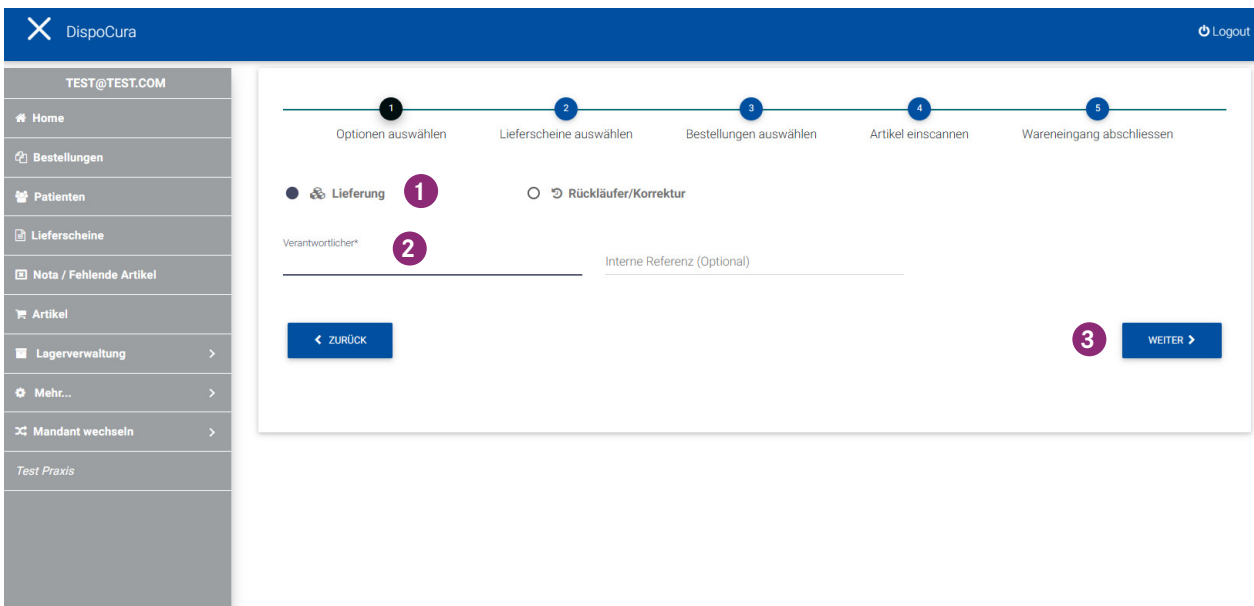 DispoCura
Logout
TEST@TEST.COM
Home
Bestellungen
Patienten
Lieferscheine
Nota / Fehlende Artikel
Artikel
Lagerverwaltung
Mehr...
Mandant wechseln
Test Praxis
1 2 3 4 5
Optionen auswählen Lieferscheine auswählen Bestellungen auswählen Artikel einscannen Wareneingang abschliessen
Lieferung 1 Rückläufer/Korrektur
Verantwortlicher* 2
Interne Referenz (Optional)
ZURÜCK 3 WEITER